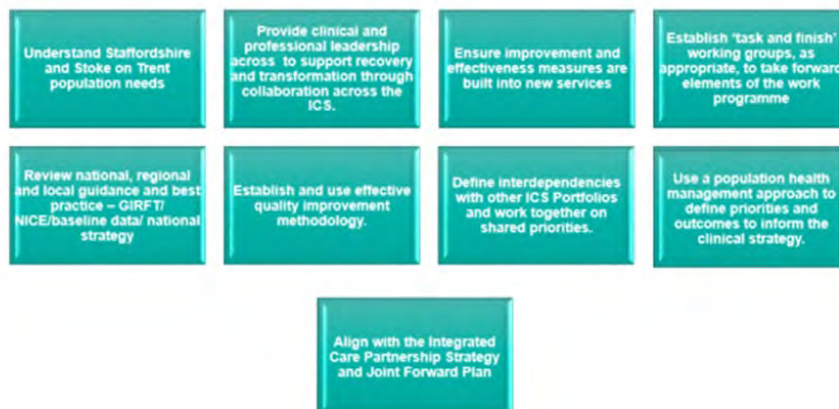 Understand Staffordshire
and Stoke on Trent
population needs
Provide clinical and
professional leadership
across to support recovery
and transformation through
collaboration across the
ICS.
Ensure improvement and
effectiveness measures are
built into new services
Establish 'task and finish'
working groups, as
appropriate, to take forward
elements of the work
programme
Review national, regional
and local guidance and best
practice – GIRFT/
NICE/baseline data/ national
strategy
Establish and use effective
quality improvement
methodology.
Define interdependencies
with other ICS Portfolios
and work together on
shared priorities.
Use a population health
management approach to
define priorities and
outcomes to inform the
clinical strategy.
Align with the Integrated
Care Partnership Strategy
and Joint Forward Plan